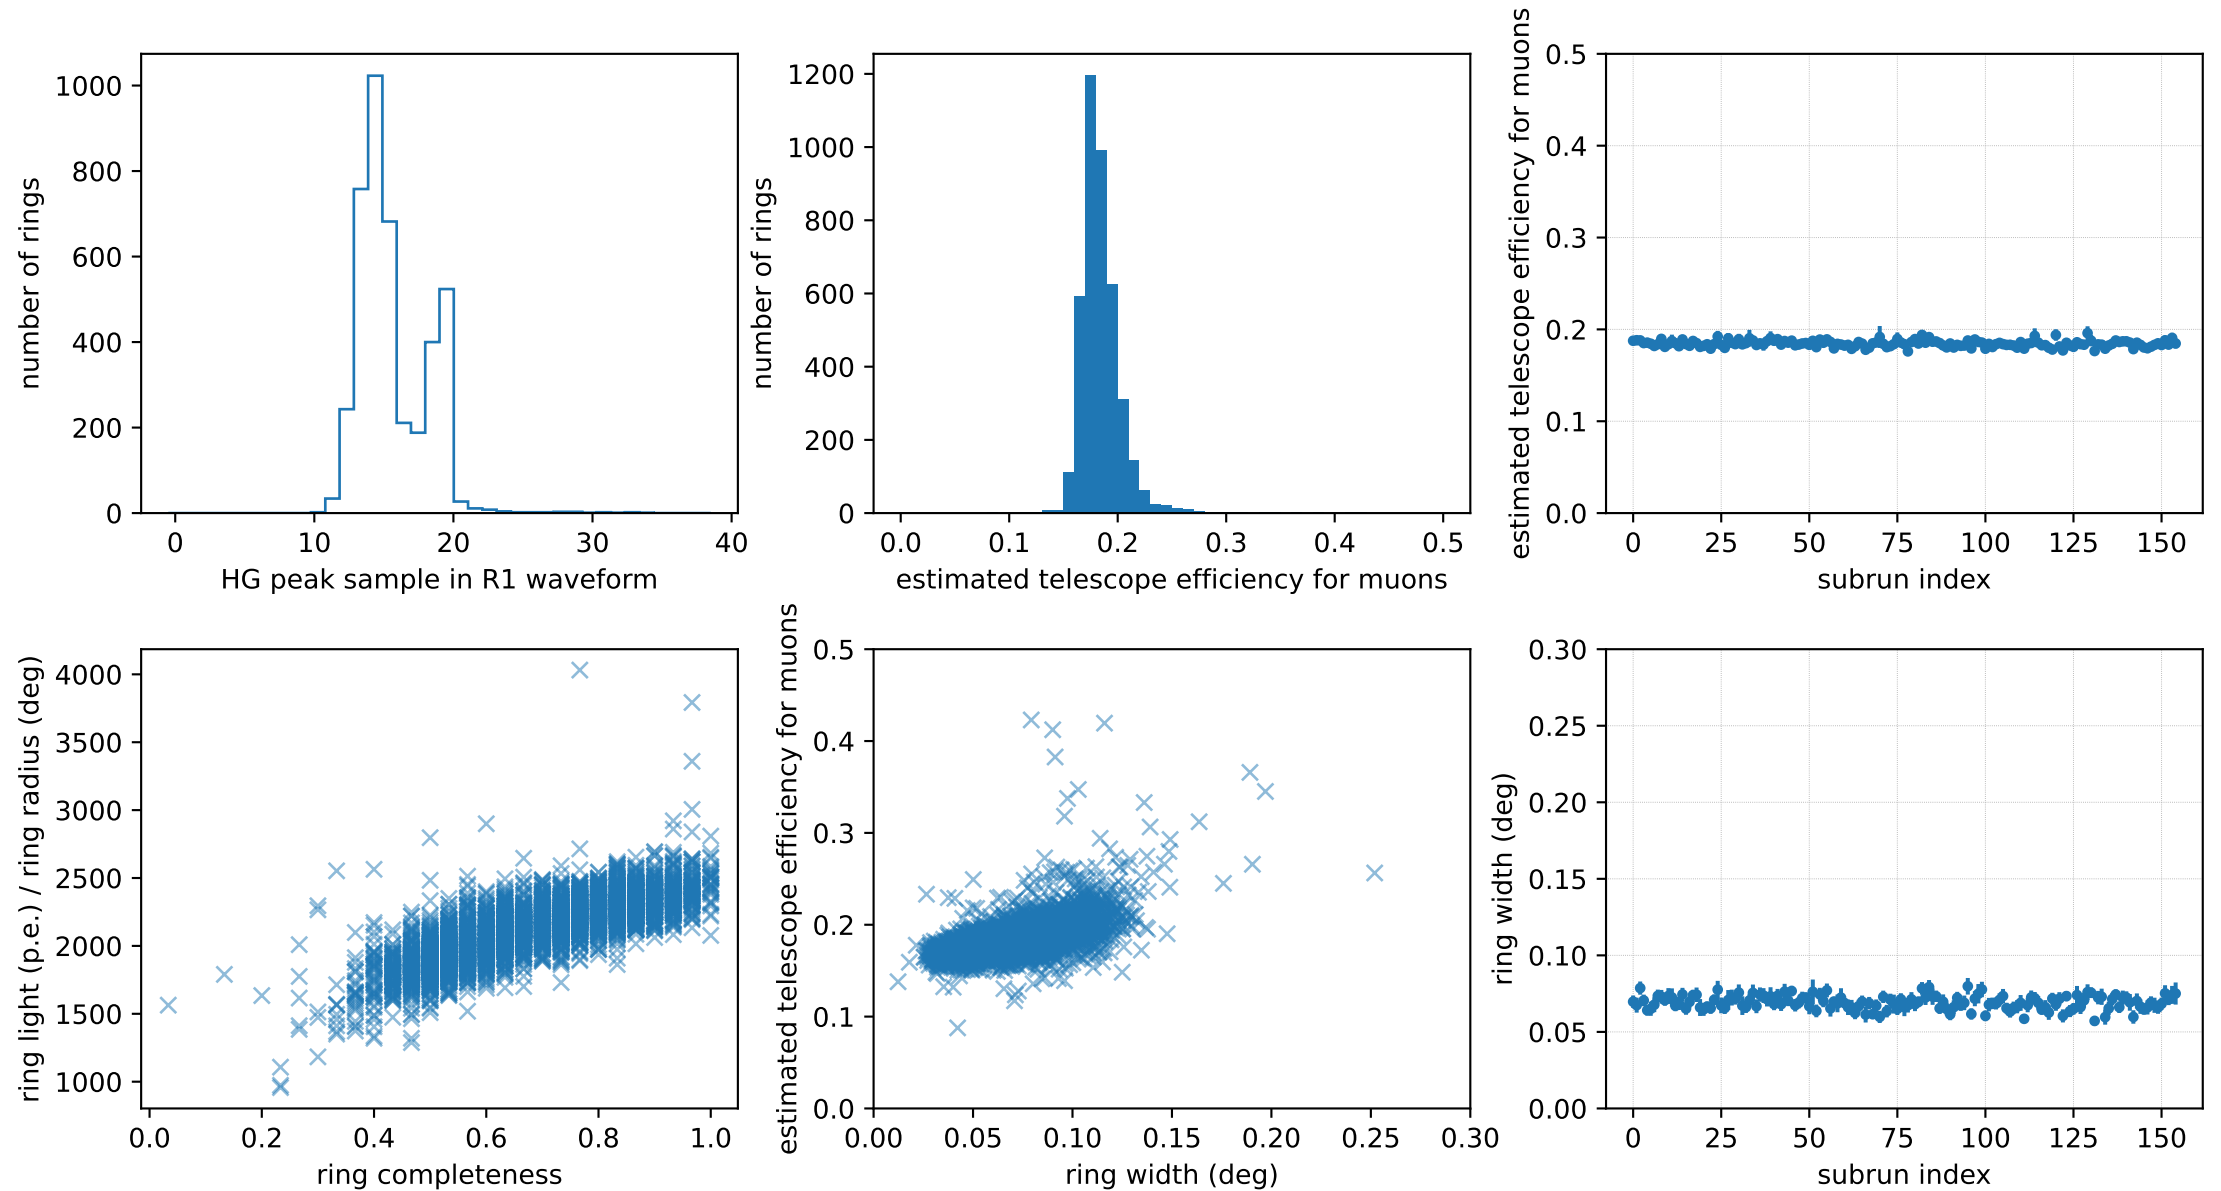 number of rings
1000
800
600
400
200
0
0 10 20 30 40
HG peak sample in R1 waveform
number of rings
1200
1000
800
600
400
200
0
0.0 0.1 0.2 0.3 0.4 0.5
estimated telescope efficiency for muons
estimated telescope efficiency for muons
0.5
0.4
0.3
0.2
0.1
0.0
0 25 50 75 100 125 150
subrun index
ring light (p.e.) / ring radius (deg)
4000
3500
3000
2500
2000
1500
1000
0.0 0.2 0.4 0.6 0.8 1.0
ring completeness
estimated telescope efficiency for muons
0.5
0.4
0.3
0.2
0.1
0.0
0.00 0.05 0.10 0.15 0.20 0.25 0.30
ring width (deg)
ring width (deg)
0.30
0.25
0.20
0.15
0.10
0.05
0.00
0 25 50 75 100 125 150
subrun index